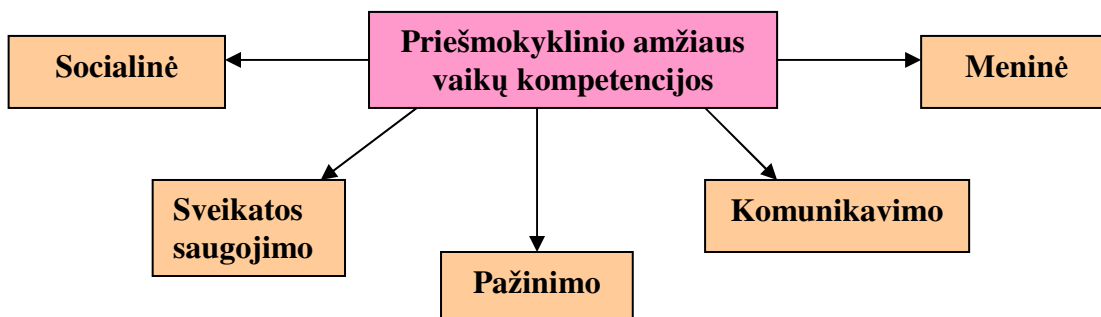 Priešmokyklinio amžiaus
vaikų kompetencijos
Socialinė
Meninė
Sveikatos
saugojimo
Komunikavimo
Pažinimo